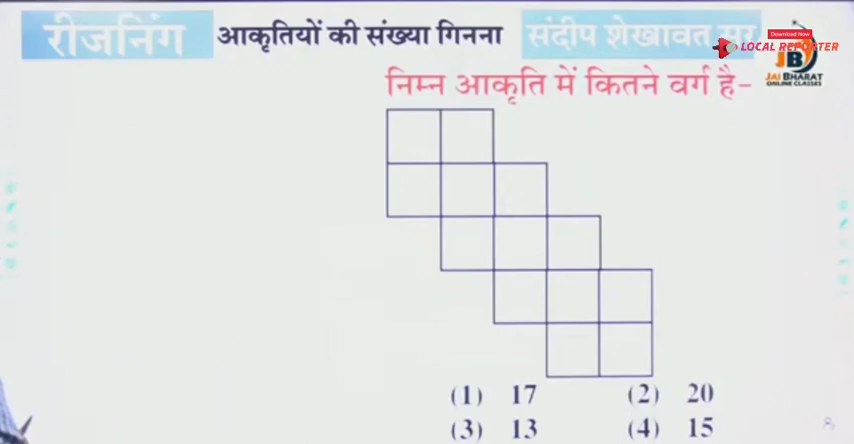 रीजनिंग आकृतियों की संख्या गिनना संदीप शेखावत सर
Download Now
LOCAL REPORTER
JB
JAI BHARAT
ONLINE CLASSES
निम्न आकृति में कितने वर्ग है-
(1) 17 (2) 20
(3) 13 (4) 15